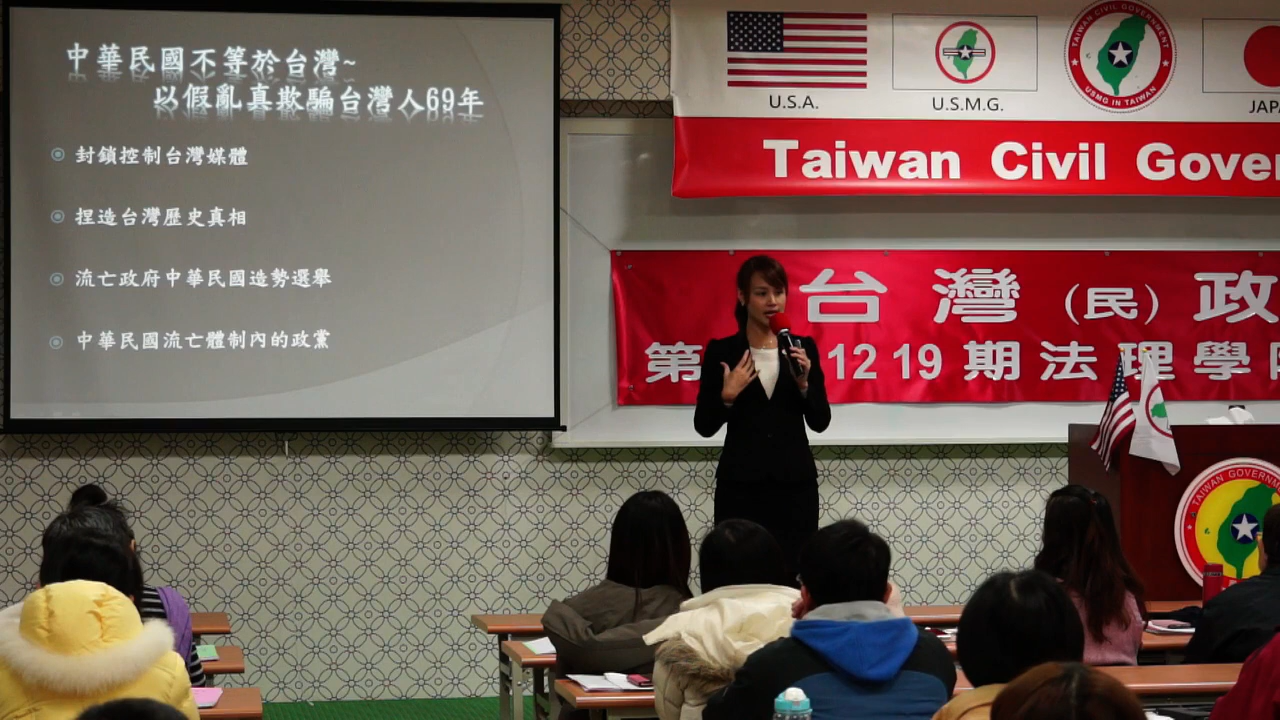 中華民國不等於台灣~
以假亂真欺騙台灣人69年
封鎖控制台灣媒體
捏造台灣歷史真相
流亡政府中華民國造勢選舉
中華民國流亡體制內的政黨
U.S.A.
U.S.M.G.
TAIWAN CIVIL GOVERNMENT
USMG IN TAIWAN
JAPA
Taiwan Civil Gover
台灣(民)政
第 12 19 期法理學
TAIWAN GOVERNM